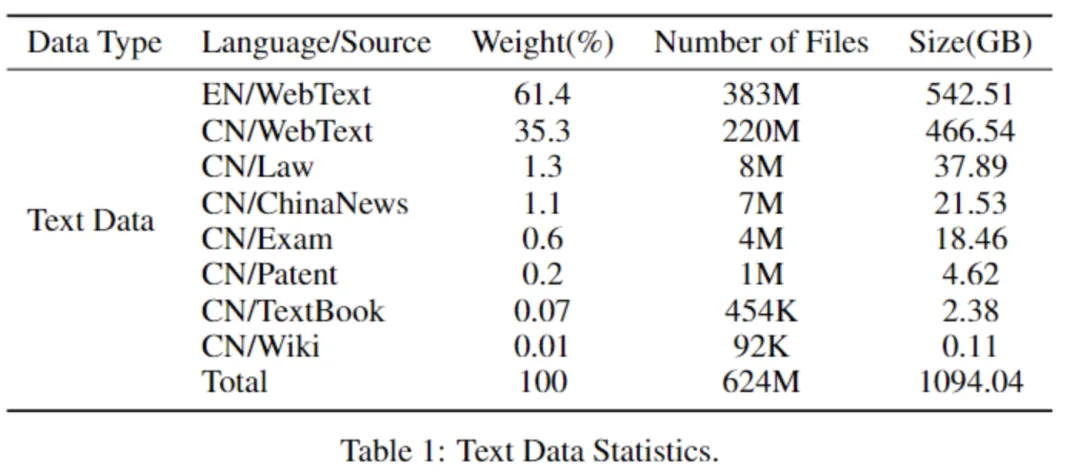 Data Type Language/Source Weight(%) Number of Files Size(GB)
EN/WebText 61.4 383M 542.51
CN/WebText 35.3 220M 466.54
CN/Law 1.3 8M 37.89
CN/ChinaNews 1.1 7M 21.53
Text Data
CN/Exam 0.6 4M 18.46
CN/Patent 0.2 1M 4.62
CN/TextBook 0.07 454K 2.38
CN/Wiki 0.01 92K 0.11
Total 100 624M 1094.04
Table 1: Text Data Statistics.